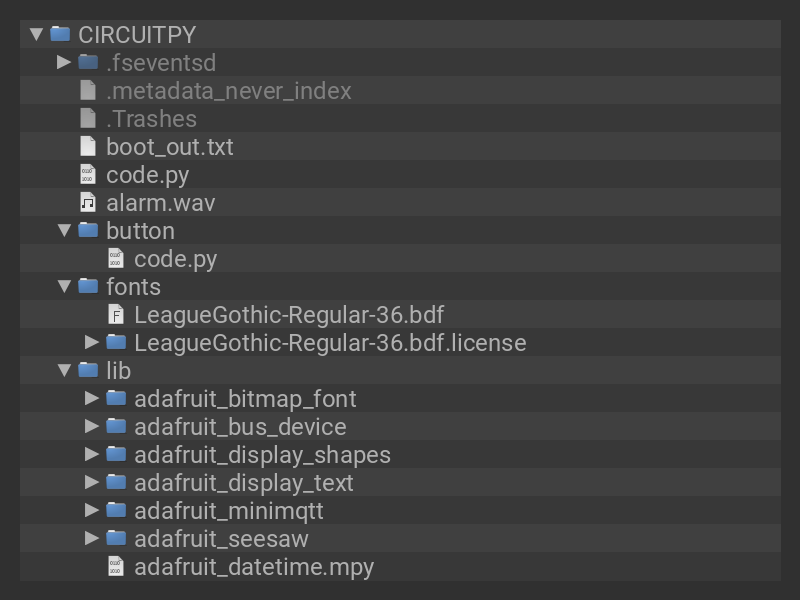 CIRCUITPY
.fseventsd
.metadata_never_index
.Trashes
boot_out.txt
code.py
alarm.wav
button
code.py
fonts
LeagueGothic-Regular-36.bdf
LeagueGothic-Regular-36.bdf.license
lib
adafruit_bitmap_font
adafruit_bus_device
adafruit_display_shapes
adafruit_display_text
adafruit_minimqtt
adafruit_seesaw
adafruit_datetime.mpy